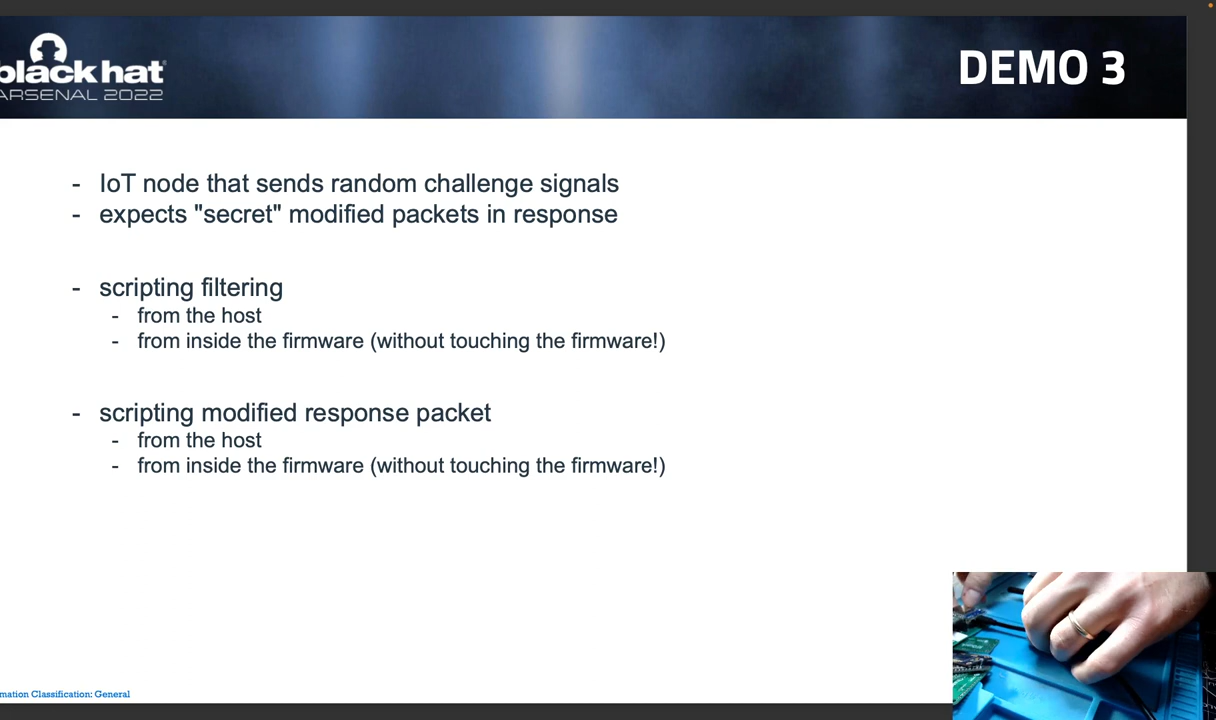 black hat
ARSENAL 2022
DEMO 3
- IoT node that sends random challenge signals
- expects "secret" modified packets in response
- scripting filtering
- from the host
- from inside the firmware (without touching the firmware!)
- scripting modified response packet
- from the host
- from inside the firmware (without touching the firmware!)
mation Classification: General